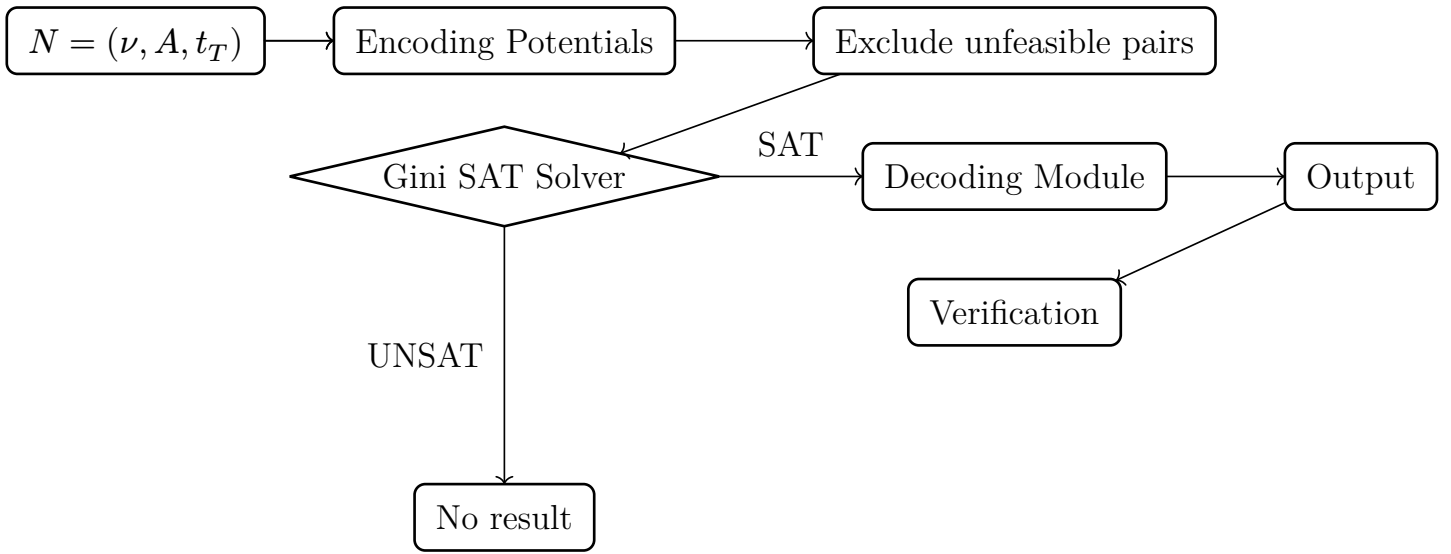 N = (ν, A, t_T)
Encoding Potentials
Exclude unfeasible pairs
Gini SAT Solver
SAT
Decoding Module
Output
Verification
UNSAT
No result